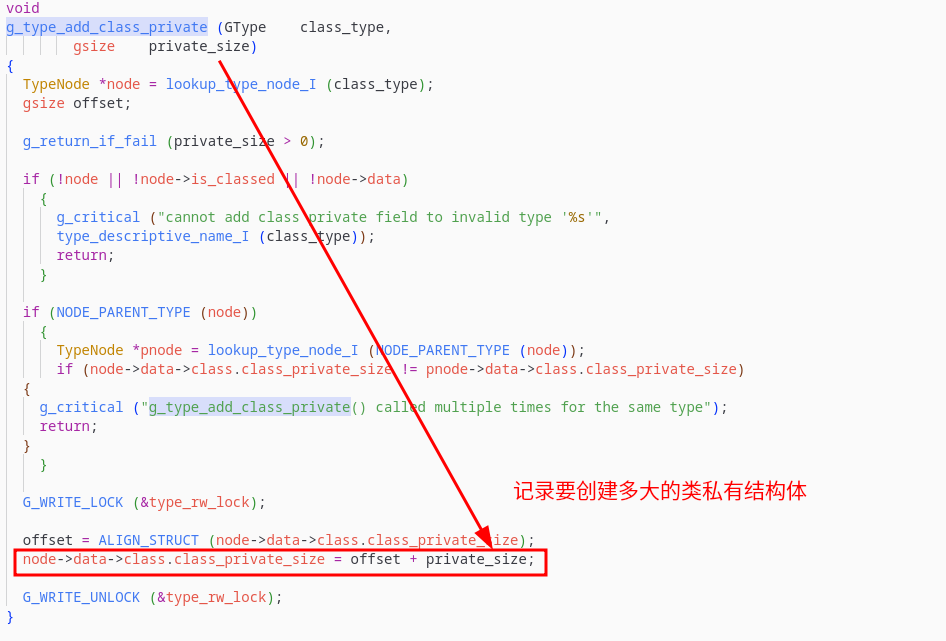 void
g_type_add_class_private (GType    class_type,
        gsize    private_size)
{
  TypeNode *node = lookup_type_node_I (class_type);
  gsize offset;

  g_return_if_fail (private_size > 0);

  if (!node || !node->is_classed || !node->data)
    {
      g_critical ("cannot add class private field to invalid type '%s'",
      type_descriptive_name_I (class_type));
      return;
    }

  if (NODE_PARENT_TYPE (node))
    {
      TypeNode *pnode = lookup_type_node_I (NODE_PARENT_TYPE (node));
      if (node->data->class.class_private_size != pnode->data->class.class_private_size)
  {
    g_critical ("g_type_add_class_private() called multiple times for the same type");
    return;
  }
    }

记录要创建多大的类私有结构体
  G_WRITE_LOCK (&type_rw_lock);

  offset = ALIGN_STRUCT (node->data->class.class_private_size);
  node->data->class.class_private_size = offset + private_size;

  G_WRITE_UNLOCK (&type_rw_lock);
}